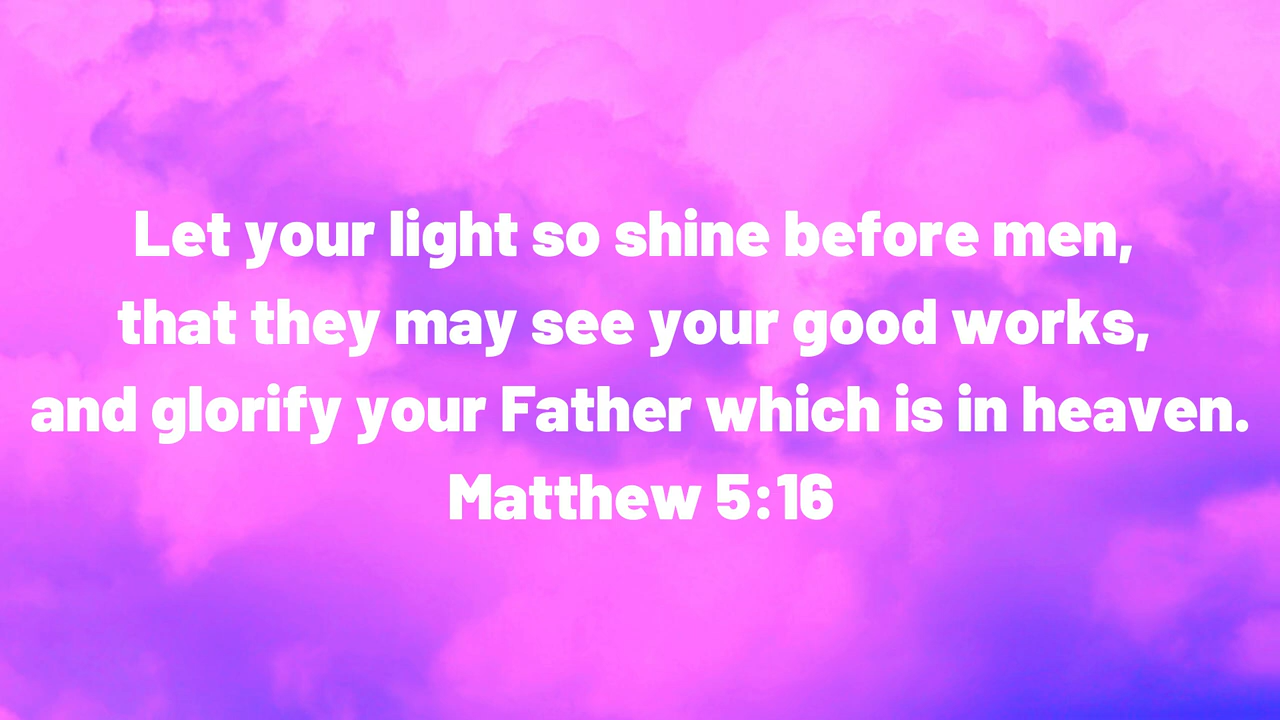 Let your light so shine before men,
that they may see your good works,
and glorify your Father which is in heaven.
Matthew 5:16